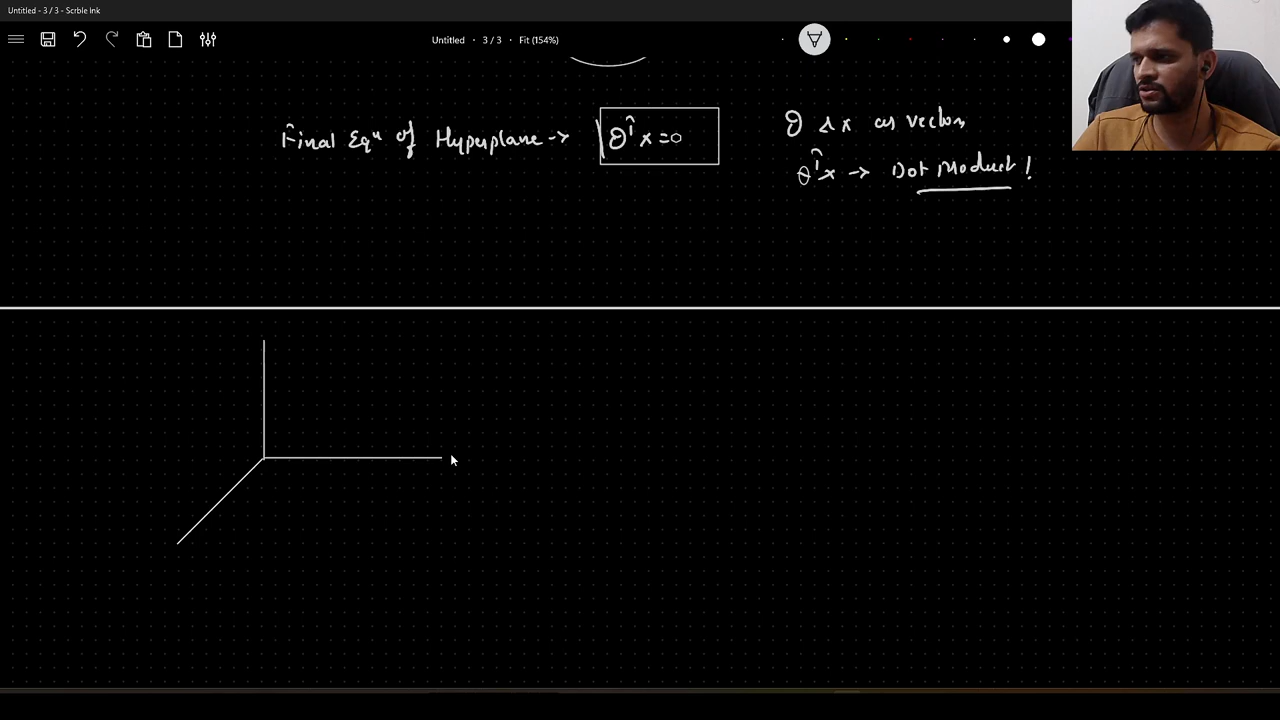 Untitled - 3 / 3 - Scrble Ink
Untitled · 3 / 3 · Fit (154%)
Final Eqn of Hyperplane → θᵀx=0
θ & x as vectors
θᵀx → Dot Product!